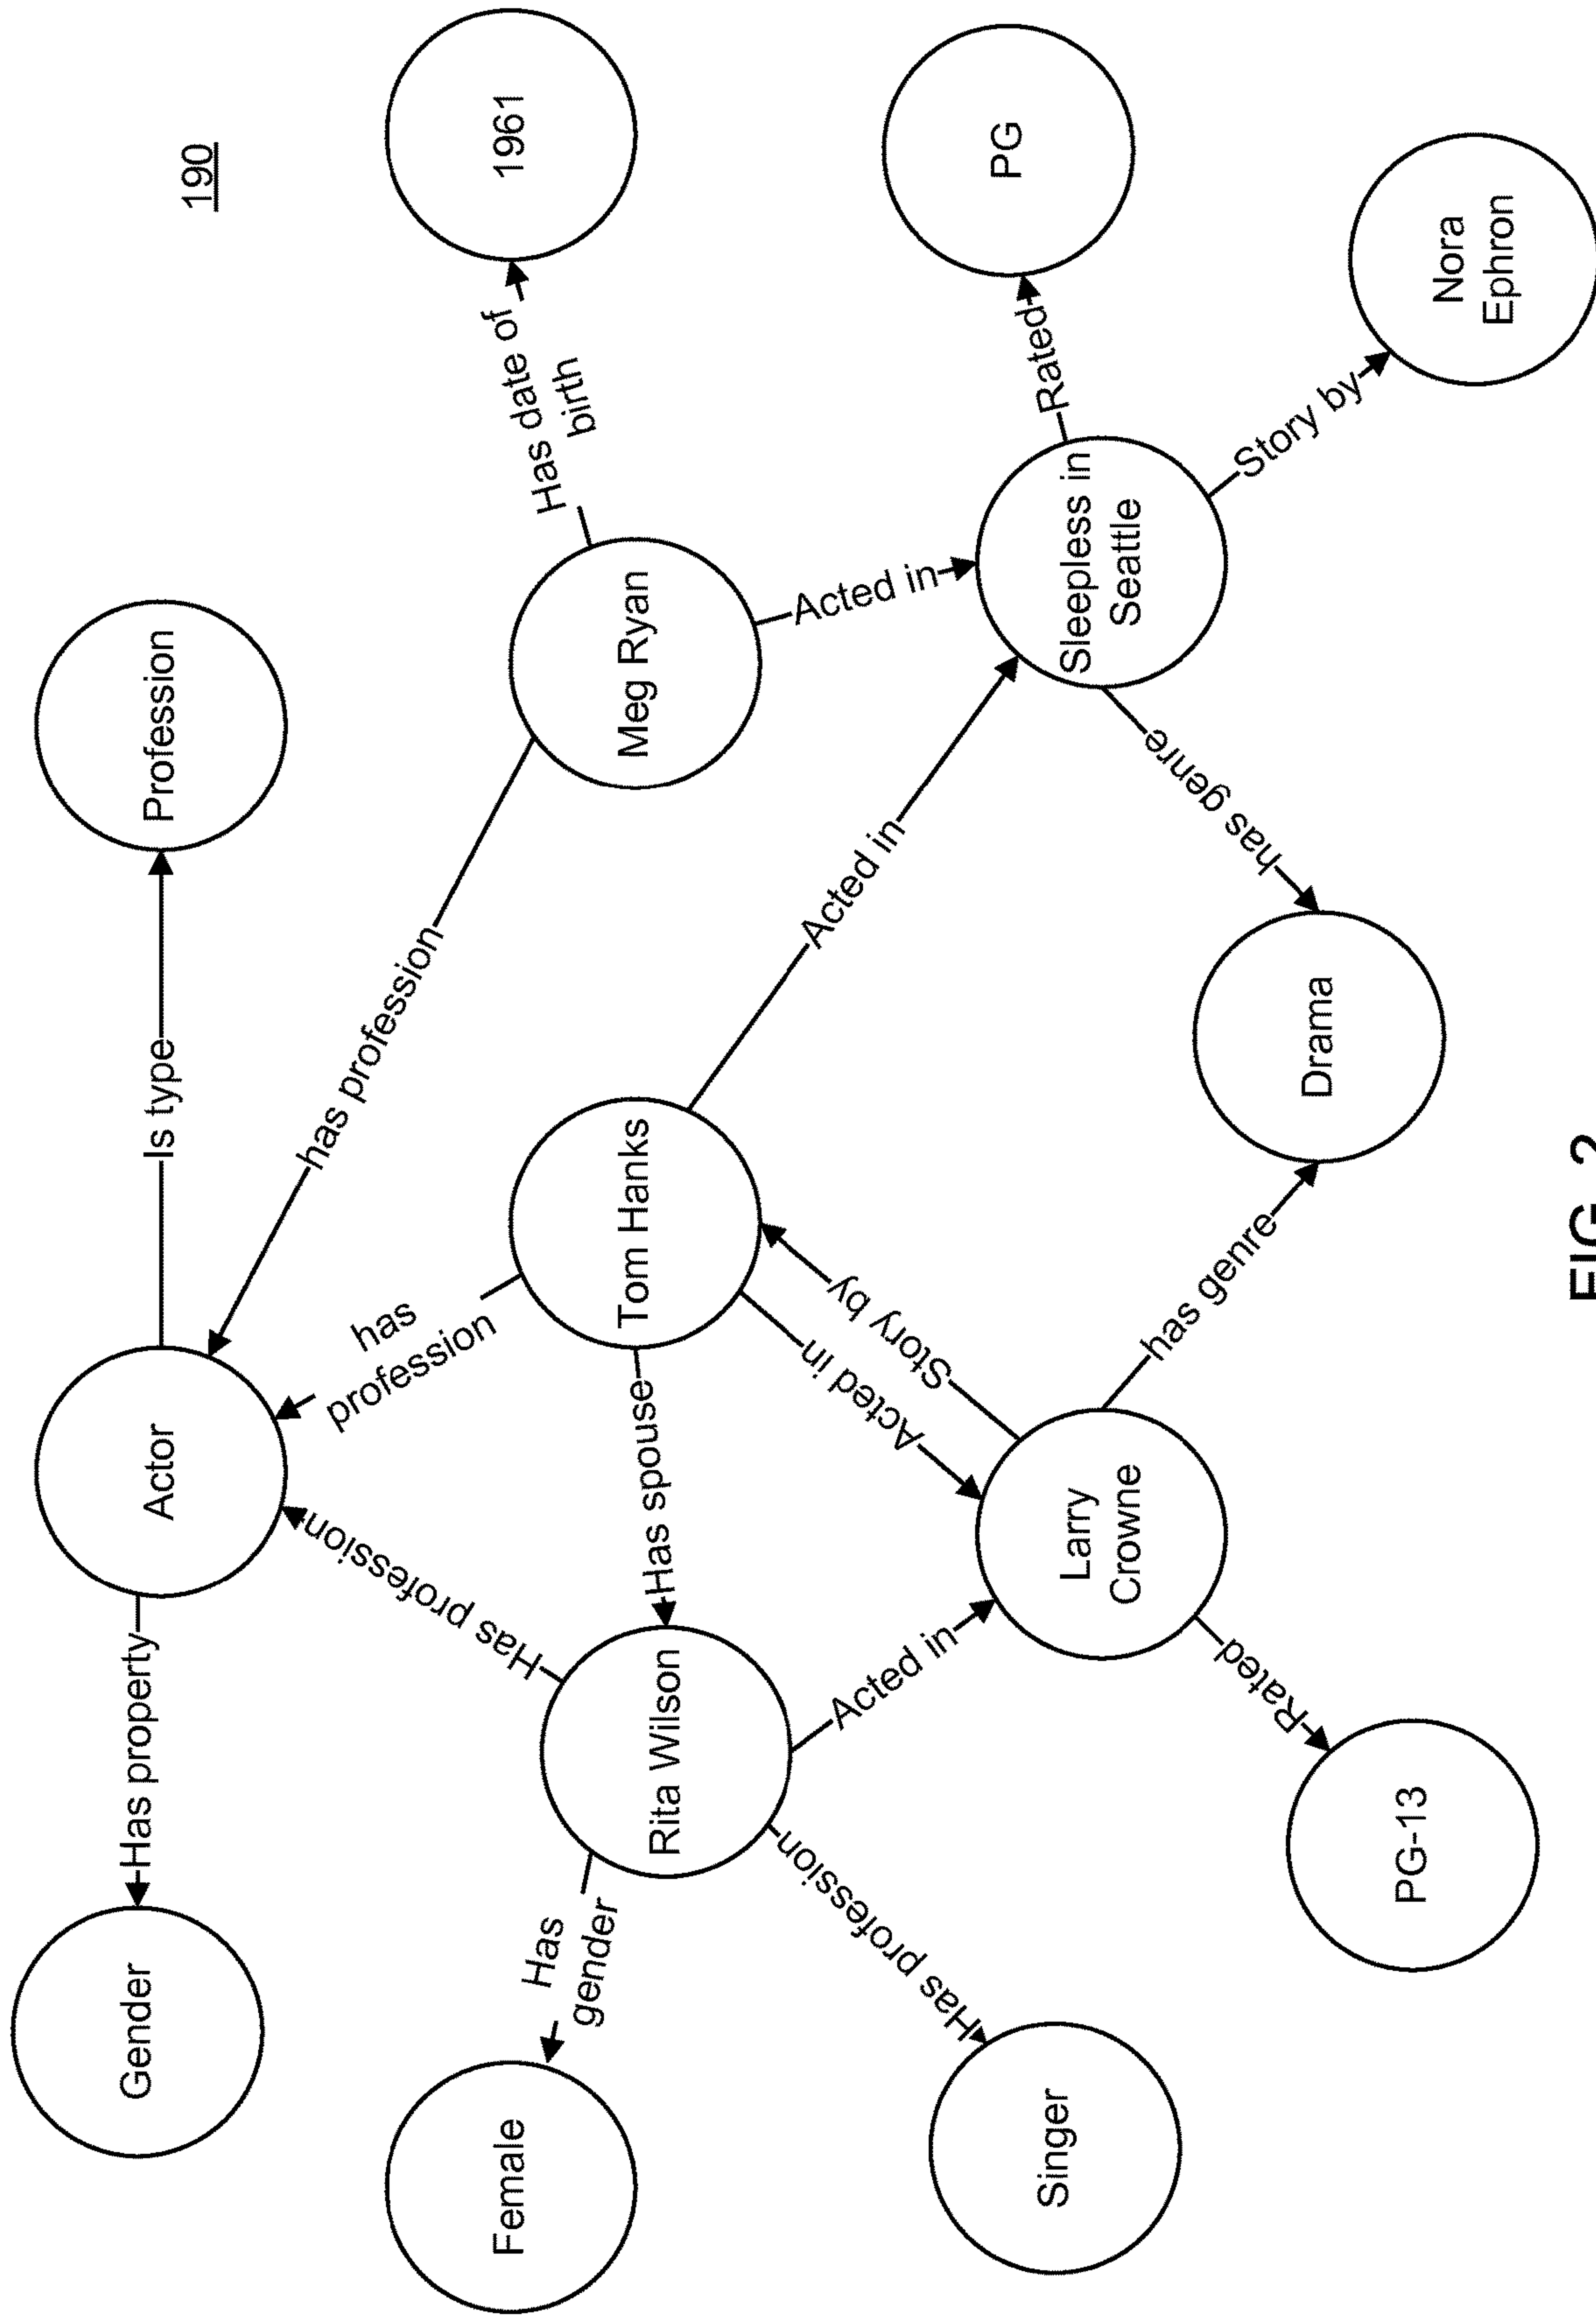 190
Gender
Has property
Actor
Is type
Profession
Female
Has
gender
Has profession
has
profession
has profession
Has date of
birth
1961
Rita Wilson
Has spouse
Tom Hanks
Meg Ryan
Has profession
Acted in
Acted in
Story by
Acted in
Acted in
Singer
Larry
Crowne
Sleepless in
Seattle
Rated
PG
Rated
has genre
has genre
Story by
PG-13
Drama
Nora
Ephron
FIG. 2